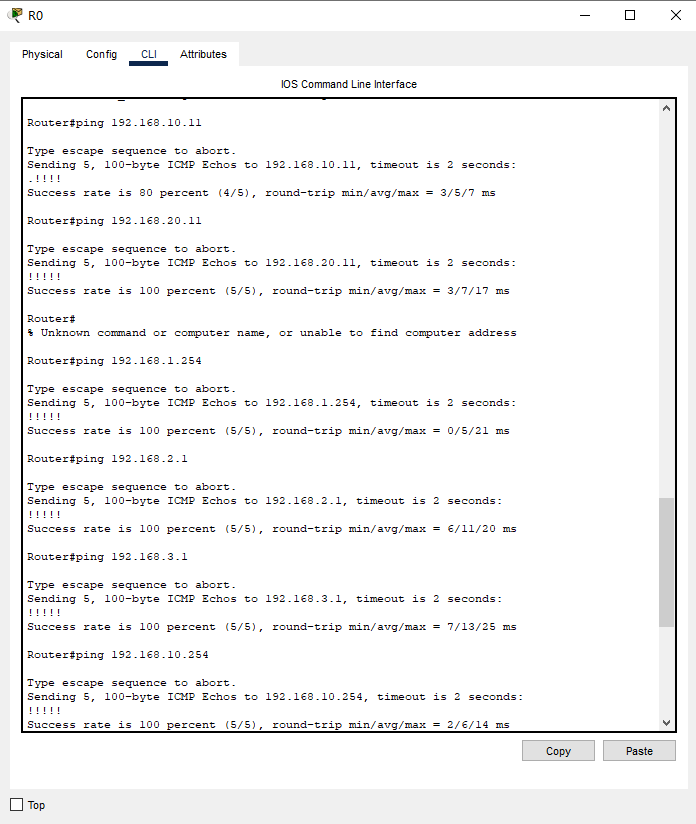 R0
Physical Config CLI Attributes
IOS Command Line Interface
Router#ping 192.168.10.11
Type escape sequence to abort.
Sending 5, 100-byte ICMP Echos to 192.168.10.11, timeout is 2 seconds:
.!!!!
Success rate is 80 percent (4/5), round-trip min/avg/max = 3/5/7 ms
Router#ping 192.168.20.11
Type escape sequence to abort.
Sending 5, 100-byte ICMP Echos to 192.168.20.11, timeout is 2 seconds:
!!!!!
Success rate is 100 percent (5/5), round-trip min/avg/max = 3/7/17 ms
Router#
% Unknown command or computer name, or unable to find computer address
Router#ping 192.168.1.254
Type escape sequence to abort.
Sending 5, 100-byte ICMP Echos to 192.168.1.254, timeout is 2 seconds:
!!!!!
Success rate is 100 percent (5/5), round-trip min/avg/max = 0/5/21 ms
Router#ping 192.168.2.1
Type escape sequence to abort.
Sending 5, 100-byte ICMP Echos to 192.168.2.1, timeout is 2 seconds:
!!!!!
Success rate is 100 percent (5/5), round-trip min/avg/max = 6/11/20 ms
Router#ping 192.168.3.1
Type escape sequence to abort.
Sending 5, 100-byte ICMP Echos to 192.168.3.1, timeout is 2 seconds:
!!!!!
Success rate is 100 percent (5/5), round-trip min/avg/max = 7/13/25 ms
Router#ping 192.168.10.254
Type escape sequence to abort.
Sending 5, 100-byte ICMP Echos to 192.168.10.254, timeout is 2 seconds:
!!!!!
Success rate is 100 percent (5/5), round-trip min/avg/max = 2/6/14 ms
Copy Paste
Top